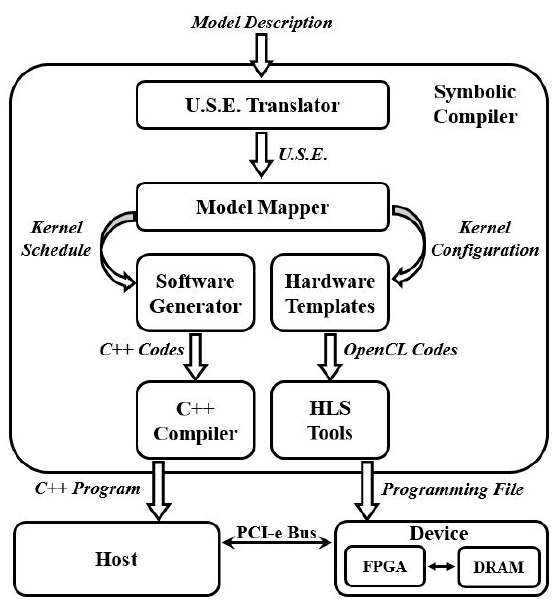 Model Description
U.S.E. Translator
Symbolic
Compiler
U.S.E.
Model Mapper
Kernel
Schedule
Kernel
Configuration
Software
Generator
Hardware
Templates
C++ Codes
OpenCL Codes
C++
Compiler
HLS
Tools
C++ Program
Programming File
Host
PCI-e Bus
Device
FPGA
DRAM